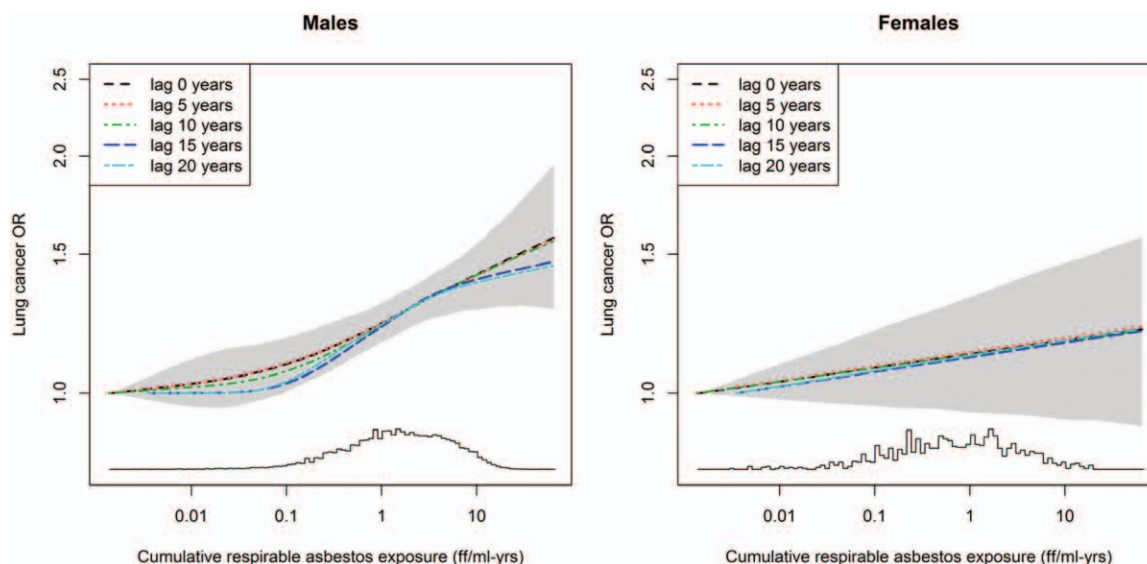 Males
Lung cancer OR
2.5
2.0
1.5
1.0
lag 0 years
lag 5 years
lag 10 years
lag 15 years
lag 20 years
0.01 0.1 1 10
Cumulative respirable asbestos exposure (ff/ml-yrs)
Females
Lung cancer OR
2.5
2.0
1.5
1.0
lag 0 years
lag 5 years
lag 10 years
lag 15 years
lag 20 years
0.01 0.1 1 10
Cumulative respirable asbestos exposure (ff/ml-yrs)